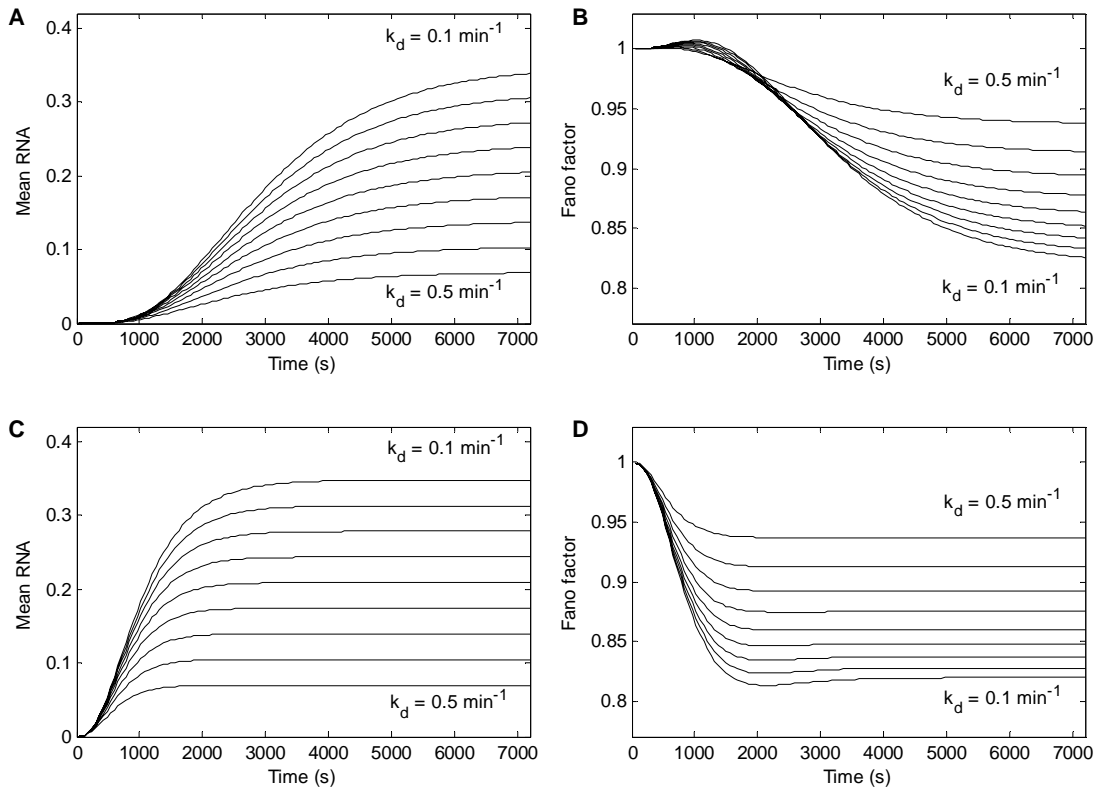 A
0.4
0.3
0.2
0.1
0
Mean RNA
k_d = 0.1 min^-1
k_d = 0.5 min^-1
0 1000 2000 3000 4000 5000 6000 7000
Time (s)
B
1
0.95
0.9
0.85
0.8
Fano factor
k_d = 0.5 min^-1
k_d = 0.1 min^-1
0 1000 2000 3000 4000 5000 6000 7000
Time (s)
C
0.4
0.3
0.2
0.1
0
Mean RNA
k_d = 0.1 min^-1
k_d = 0.5 min^-1
0 1000 2000 3000 4000 5000 6000 7000
Time (s)
D
1
0.95
0.9
0.85
0.8
Fano factor
k_d = 0.5 min^-1
k_d = 0.1 min^-1
0 1000 2000 3000 4000 5000 6000 7000
Time (s)